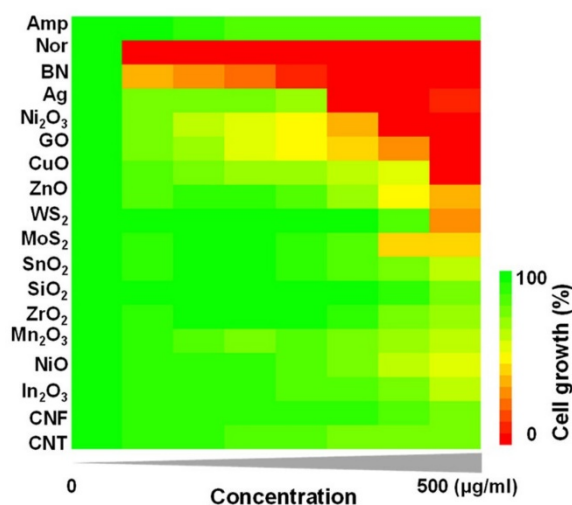 Amp
Nor
BN
Ag
Ni₂O₃
GO
CuO
ZnO
WS₂
MoS₂
SnO₂
SiO₂
ZrO₂
Mn₂O₃
NiO
In₂O₃
CNF
CNT
100
0
Cell growth (%)
0
500 (µg/ml)
Concentration